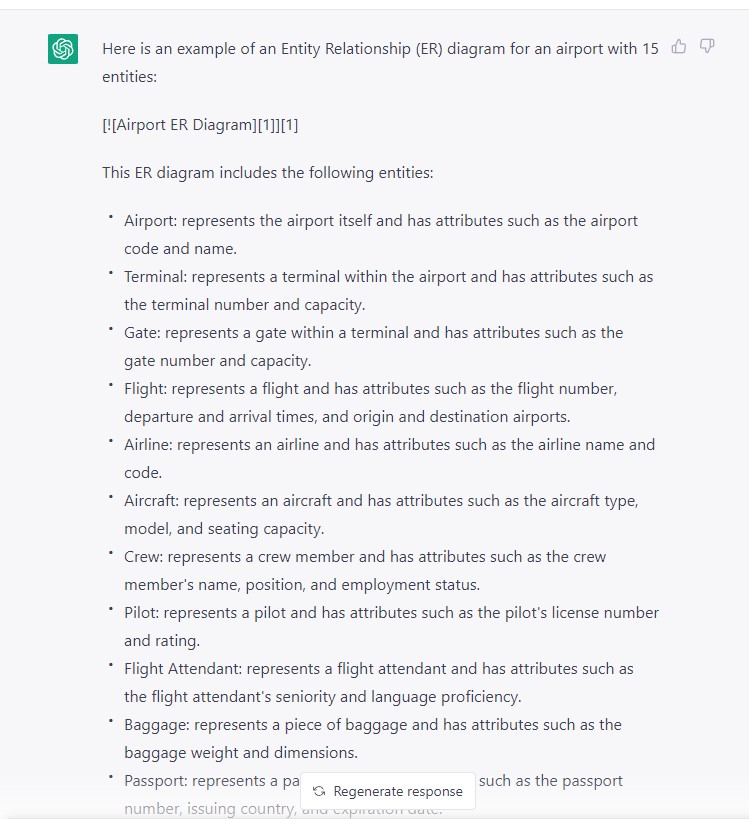 Here is an example of an Entity Relationship (ER) diagram for an airport with 15
entities:
[![Airport ER Diagram][1]][1]
This ER diagram includes the following entities:
• Airport: represents the airport itself and has attributes such as the airport
code and name.
• Terminal: represents a terminal within the airport and has attributes such as
the terminal number and capacity.
• Gate: represents a gate within a terminal and has attributes such as the
gate number and capacity.
• Flight: represents a flight and has attributes such as the flight number,
departure and arrival times, and origin and destination airports.
• Airline: represents an airline and has attributes such as the airline name and
code.
• Aircraft: represents an aircraft and has attributes such as the aircraft type,
model, and seating capacity.
• Crew: represents a crew member and has attributes such as the crew
member's name, position, and employment status.
• Pilot: represents a pilot and has attributes such as the pilot's license number
and rating.
• Flight Attendant: represents a flight attendant and has attributes such as
the flight attendant's seniority and language proficiency.
• Baggage: represents a piece of baggage and has attributes such as the
baggage weight and dimensions.
• Passport: represents a pa such as the passport
Regenerate response
number, issuing country, and expiration date.